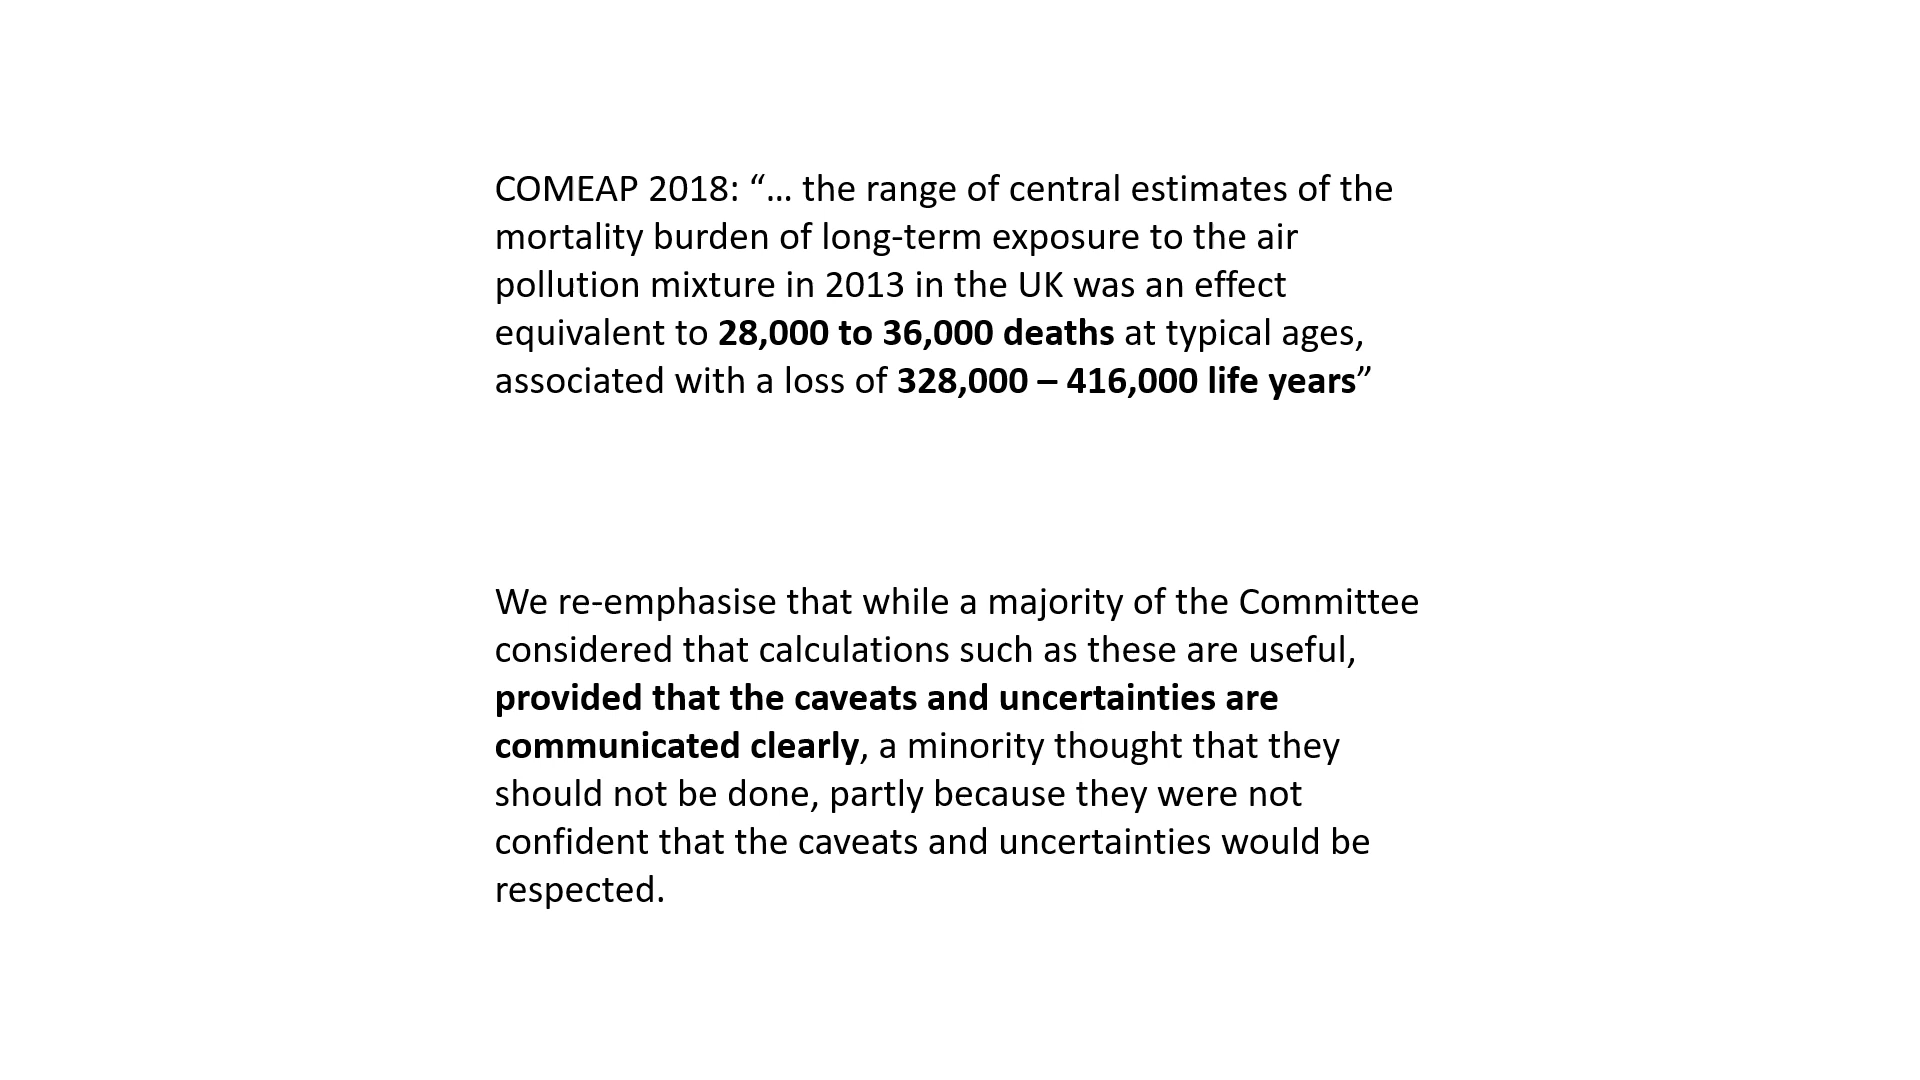 COMEAP 2018: “… the range of central estimates of the
mortality burden of long-term exposure to the air
pollution mixture in 2013 in the UK was an effect
equivalent to 28,000 to 36,000 deaths at typical ages,
associated with a loss of 328,000 – 416,000 life years”
We re-emphasise that while a majority of the Committee
considered that calculations such as these are useful,
provided that the caveats and uncertainties are
communicated clearly, a minority thought that they
should not be done, partly because they were not
confident that the caveats and uncertainties would be
respected.